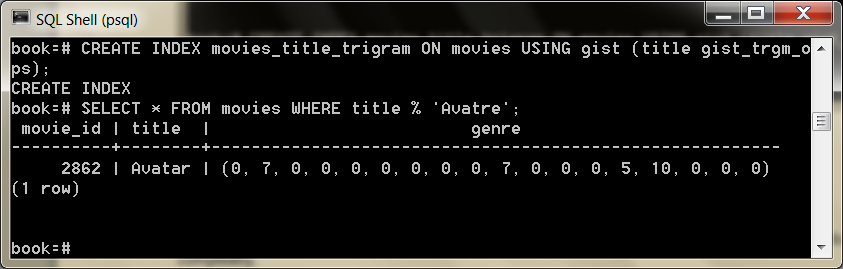 SQL Shell (psql)
book=# CREATE INDEX movies_title_trigram ON movies USING gist (title gist_trgm_o
ps);
CREATE INDEX
book=# SELECT * FROM movies WHERE title % 'Avatre';
 movie_id | title  |                       genre
----------+--------+---------------------------------------------------
     2862 | Avatar | (0, 7, 0, 0, 0, 0, 0, 0, 0, 7, 0, 0, 0, 5, 10, 0, 0, 0)
(1 row)
book=#